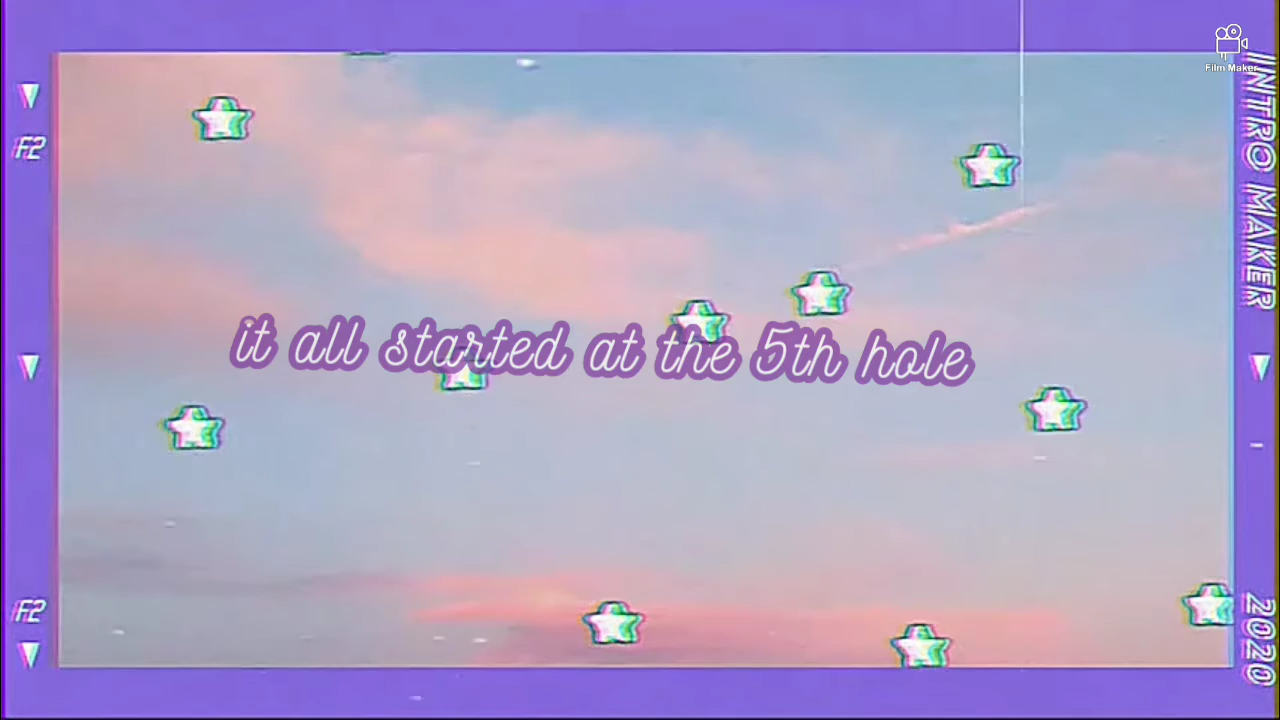 Film Maker
INTRO MAKER
F2
it all started at the 5th hole
F2
2020